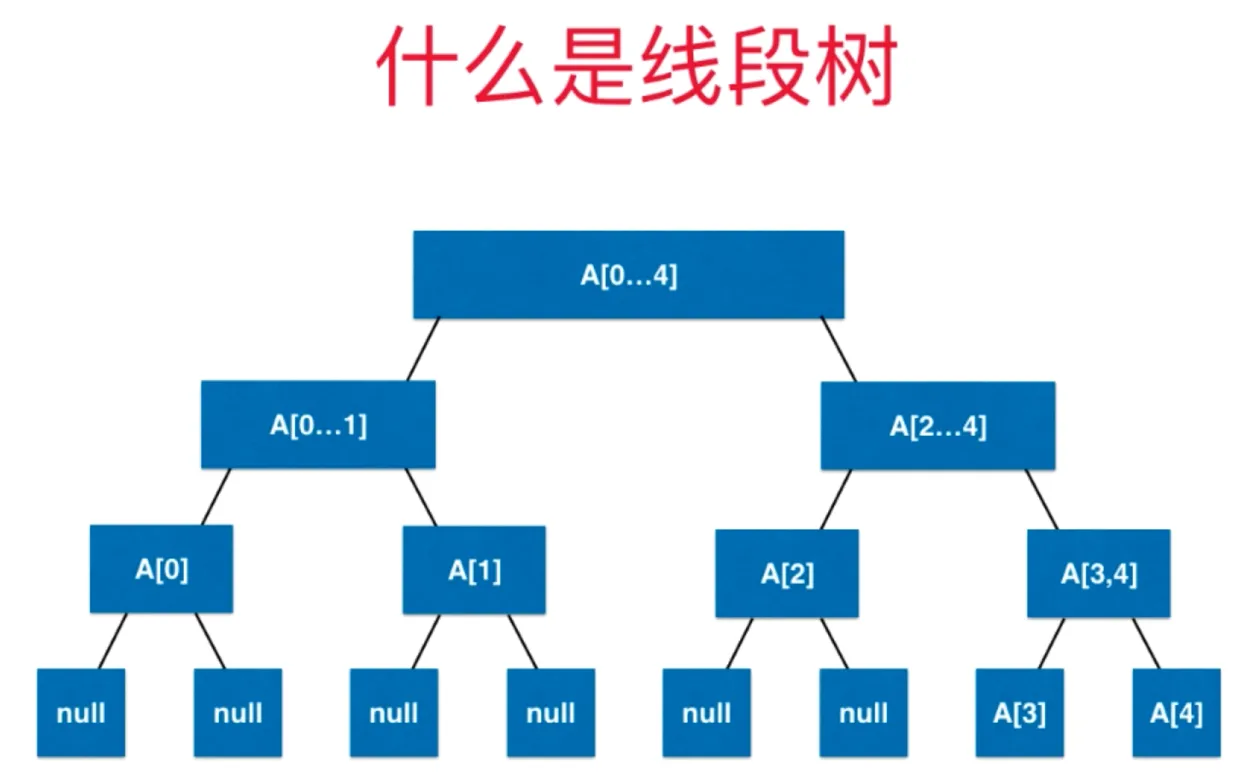 什么是线段树
A[0...4]
A[0...1]
A[2...4]
A[0]
A[1]
A[2]
A[3,4]
null
null
null
null
null
null
A[3]
A[4]